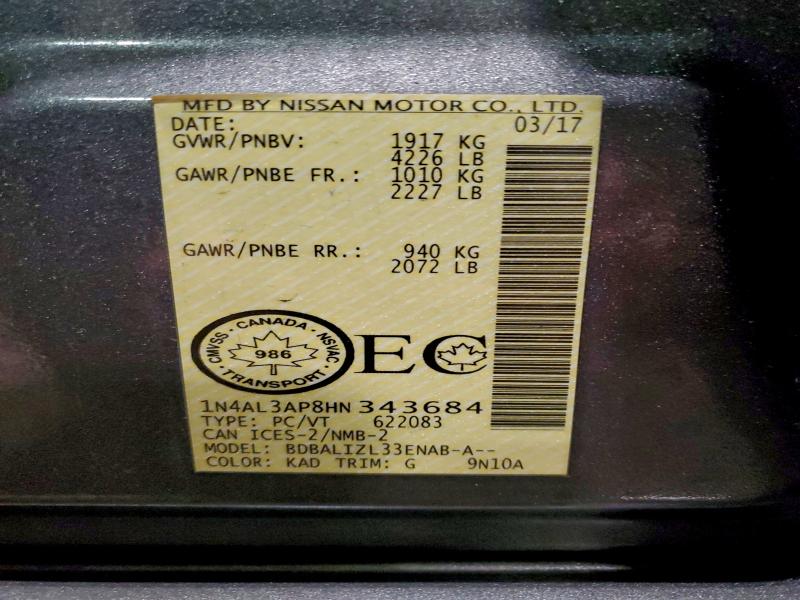 MFD BY NISSAN MOTOR CO., LTD.
DATE: 03/17
GVWR/PNBV: 1917 KG
4226 LB
GAWR/PNBE FR.: 1010 KG
2227 LB
GAWR/PNBE RR.: 940 KG
2072 LB
CMVSS · CANADA · NSVAC
986
· TRANSPORT ·
EC
1N4AL3AP8HN 343684
TYPE: PC/VT 622083
CAN ICES-2/NMB-2
MODEL: BDBALIZL33ENAB-A--
COLOR: KAD TRIM: G 9N10A